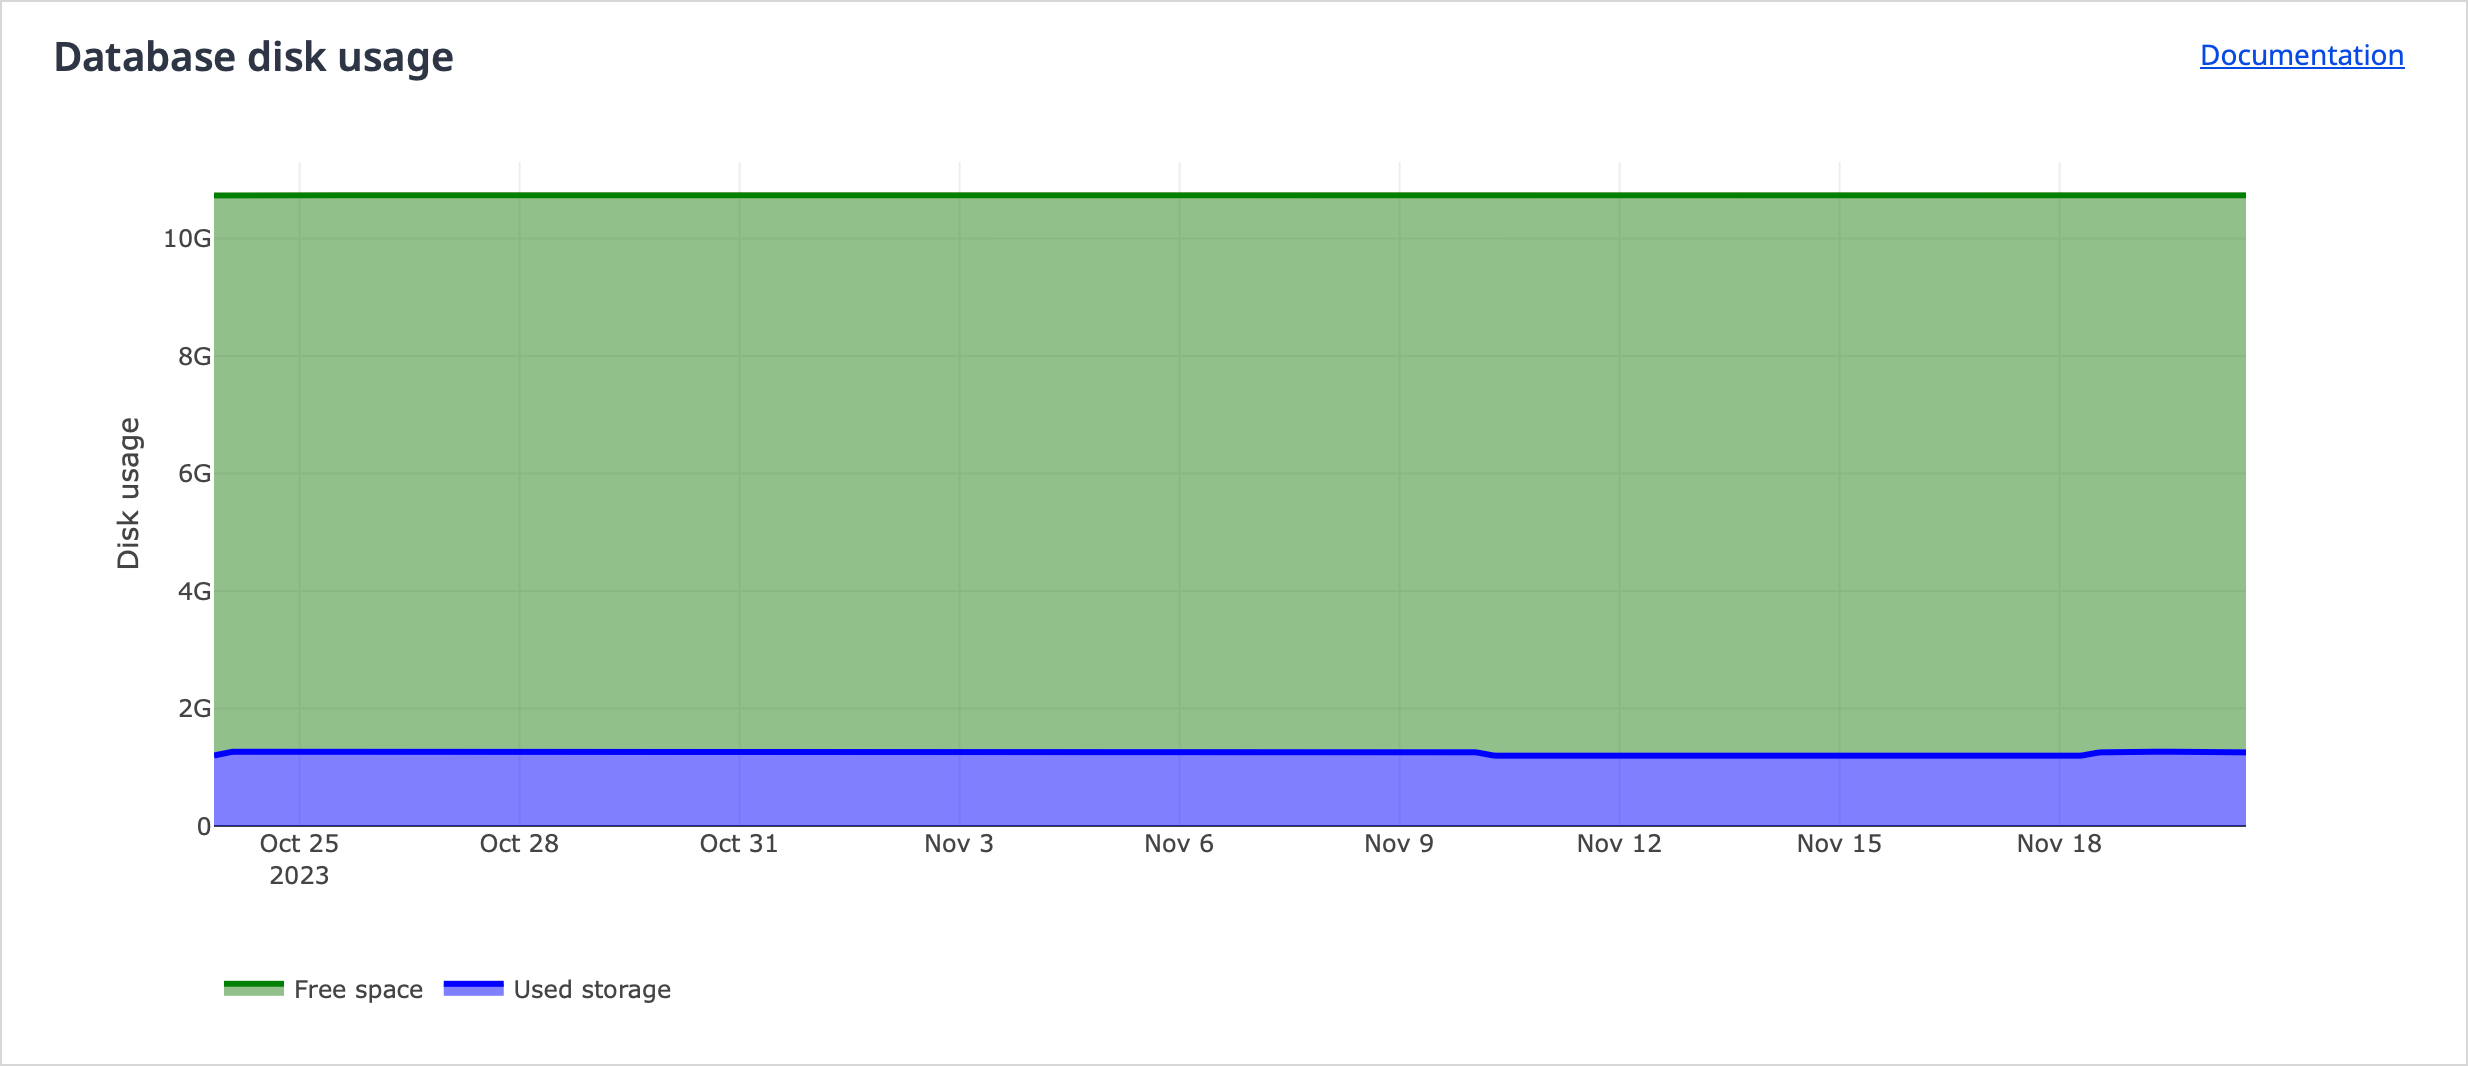 Database disk usage
Documentation
Disk usage
10G
8G
6G
4G
2G
0
Oct 25 Oct 28 Oct 31 Nov 3 Nov 6 Nov 9 Nov 12 Nov 15 Nov 18
2023
Free space Used storage